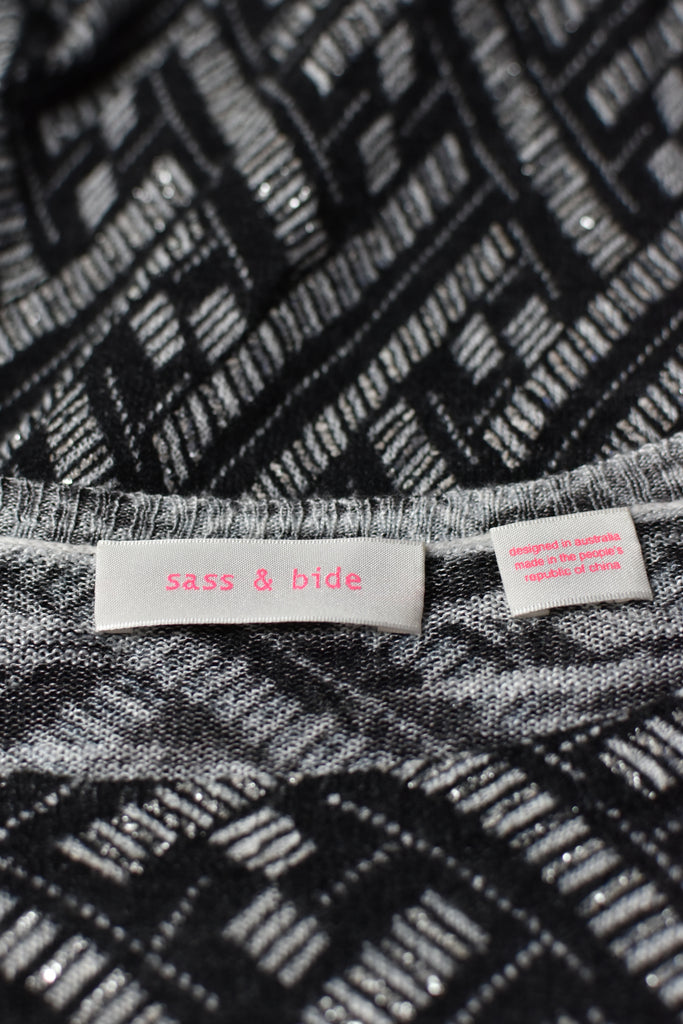 sass & bide
designed in australia
made in the people's
republic of china